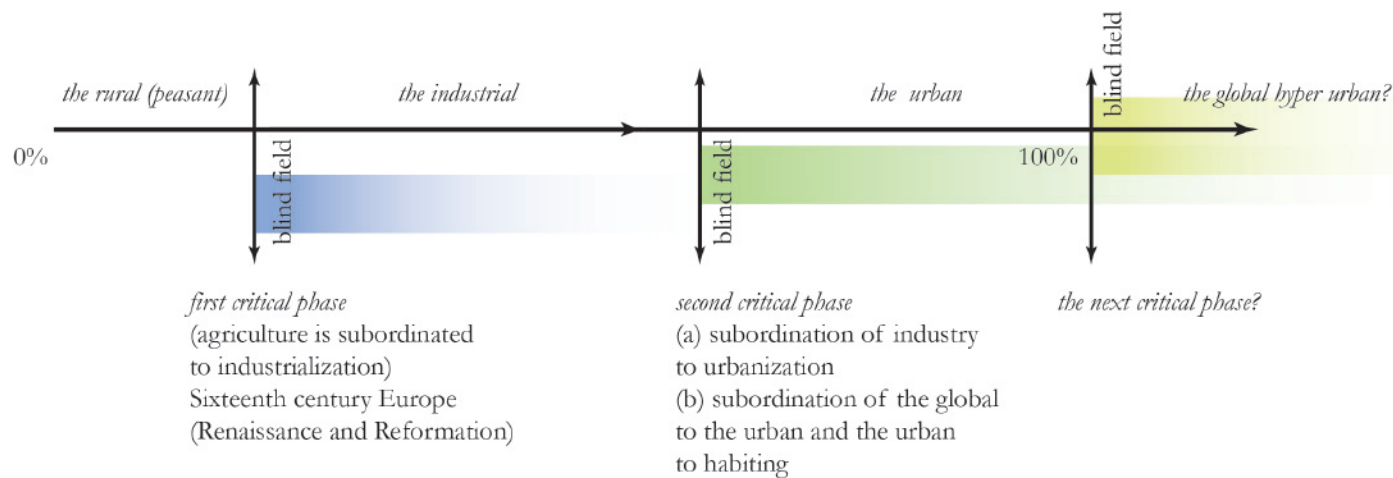 the rural (peasant)
the industrial
the urban
the global hyper urban?
blind field
0%
100%
blind field
blind field
first critical phase
(agriculture is subordinated
to industrialization)
Sixteenth century Europe
(Renaissance and Reformation)
second critical phase
(a) subordination of industry
to urbanization
(b) subordination of the global
to the urban and the urban
to habiting
the next critical phase?